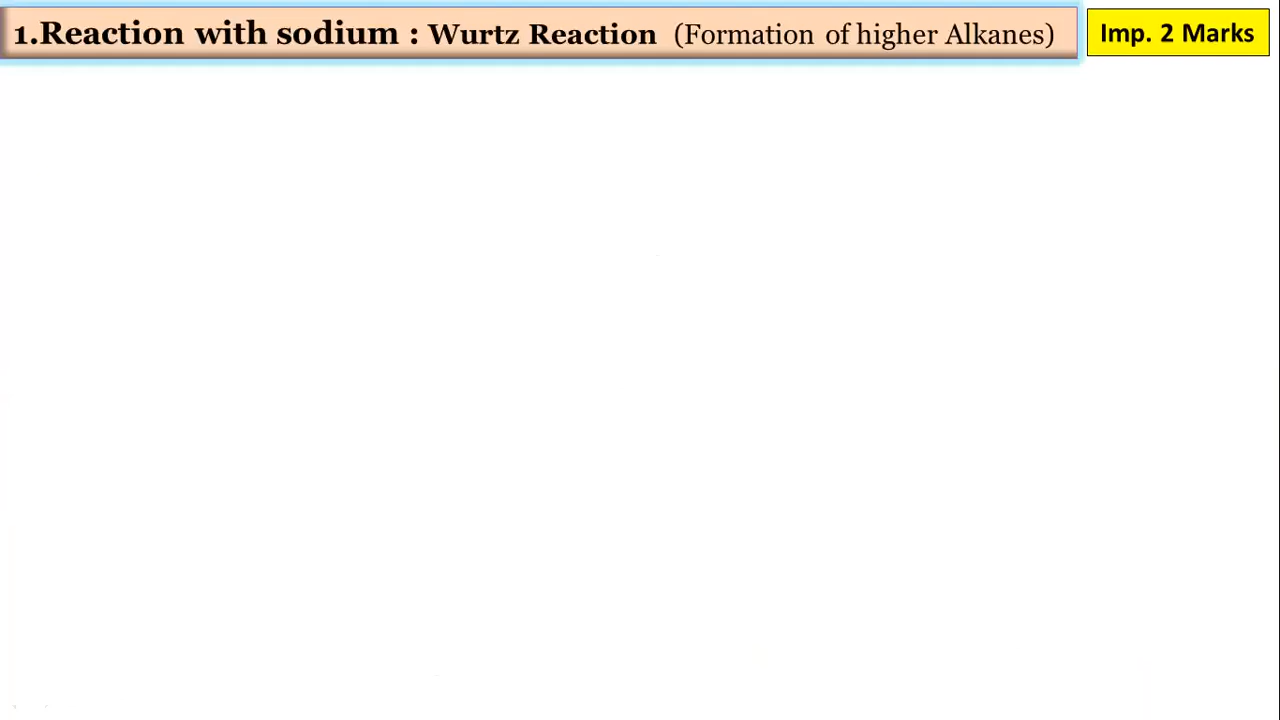 1.Reaction with sodium : Wurtz Reaction (Formation of higher Alkanes)
Imp. 2 Marks